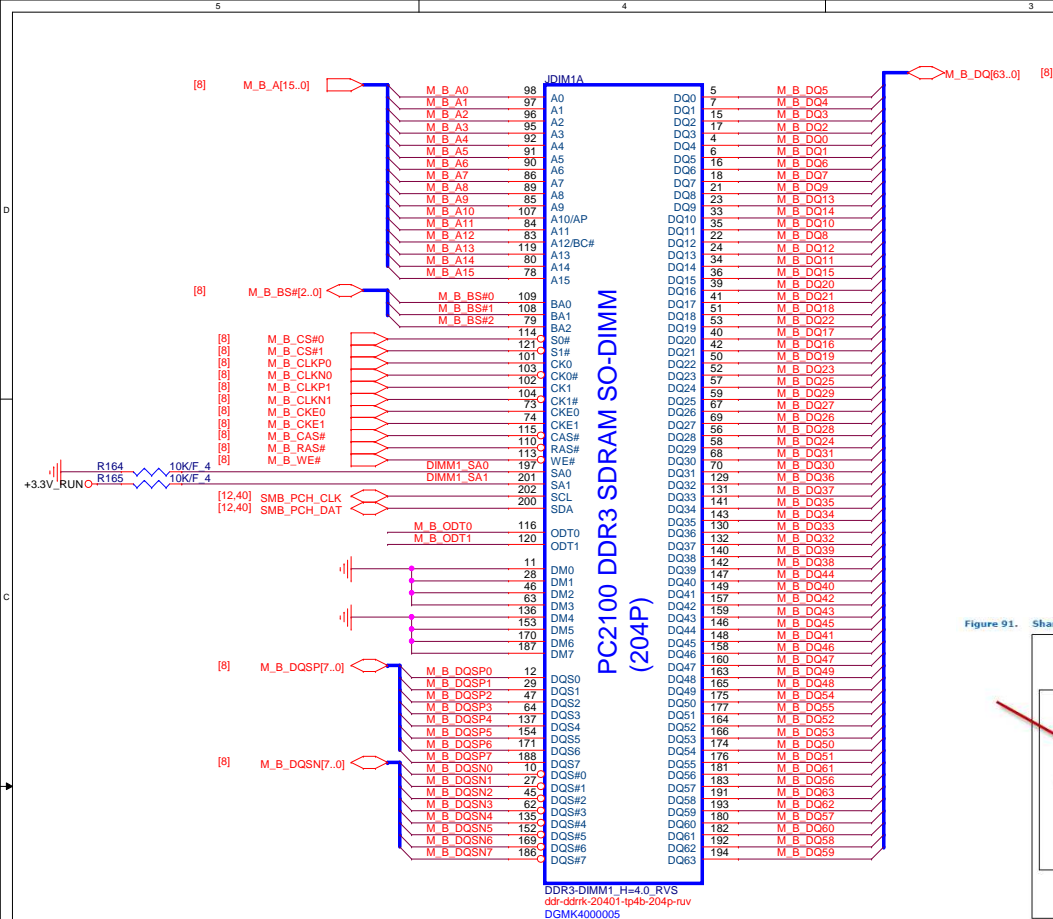 5 4 3
D
C
JDIM1A
[8] M_B_A[15..0]
M_B_A0 98 A0
M_B_A1 97 A1
M_B_A2 96 A2
M_B_A3 95 A3
M_B_A4 92 A4
M_B_A5 91 A5
M_B_A6 90 A6
M_B_A7 86 A7
M_B_A8 89 A8
M_B_A9 85 A9
M_B_A10 107 A10/AP
M_B_A11 84 A11
M_B_A12 83 A12/BC#
M_B_A13 119 A13
M_B_A14 80 A14
M_B_A15 78 A15
[8] M_B_BS#[2..0]
M_B_BS#0 109 BA0
M_B_BS#1 108 BA1
M_B_BS#2 79 BA2
[8] M_B_CS#0 114 S0#
[8] M_B_CS#1 121 S1#
[8] M_B_CLKP0 101 CK0
[8] M_B_CLKN0 103 CK0#
[8] M_B_CLKP1 102 CK1
[8] M_B_CLKN1 104 CK1#
[8] M_B_CKE0 73 CKE0
[8] M_B_CKE1 74 CKE1
[8] M_B_CAS# 115 CAS#
[8] M_B_RAS# 110 RAS#
[8] M_B_WE# 113 WE#
R164 10K/F_4 DIMM1_SA0 197 SA0
+3.3V_RUN R165 10K/F_4 DIMM1_SA1 201 SA1
[12,40] SMB_PCH_CLK 202 SCL
[12,40] SMB_PCH_DAT 200 SDA
M_B_ODT0 116 ODT0
M_B_ODT1 120 ODT1
11 DM0
28 DM1
46 DM2
63 DM3
136 DM4
153 DM5
170 DM6
187 DM7
[8] M_B_DQSP[7..0]
M_B_DQSP0 12 DQS0
M_B_DQSP1 29 DQS1
M_B_DQSP2 47 DQS2
M_B_DQSP3 64 DQS3
M_B_DQSP4 137 DQS4
M_B_DQSP5 154 DQS5
M_B_DQSP6 171 DQS6
M_B_DQSP7 188 DQS7
[8] M_B_DQSN[7..0]
M_B_DQSN0 10 DQS#0
M_B_DQSN1 27 DQS#1
M_B_DQSN2 45 DQS#2
M_B_DQSN3 62 DQS#3
M_B_DQSN4 135 DQS#4
M_B_DQSN5 152 DQS#5
M_B_DQSN6 169 DQS#6
M_B_DQSN7 186 DQS#7
PC2100 DDR3 SDRAM SO-DIMM
(204P)
M_B_DQ[63..0] [8]
DQ0 5 M_B_DQ5
DQ1 7 M_B_DQ4
DQ2 15 M_B_DQ3
DQ3 17 M_B_DQ2
DQ4 4 M_B_DQ0
DQ5 6 M_B_DQ1
DQ6 16 M_B_DQ6
DQ7 18 M_B_DQ7
DQ8 21 M_B_DQ9
DQ9 23 M_B_DQ13
DQ10 33 M_B_DQ14
DQ11 35 M_B_DQ10
DQ12 22 M_B_DQ8
DQ13 24 M_B_DQ12
DQ14 34 M_B_DQ11
DQ15 36 M_B_DQ15
DQ16 39 M_B_DQ20
DQ17 41 M_B_DQ21
DQ18 51 M_B_DQ18
DQ19 53 M_B_DQ22
DQ20 40 M_B_DQ17
DQ21 42 M_B_DQ16
DQ22 50 M_B_DQ19
DQ23 52 M_B_DQ23
DQ24 57 M_B_DQ25
DQ25 59 M_B_DQ29
DQ26 67 M_B_DQ27
DQ27 69 M_B_DQ26
DQ28 56 M_B_DQ28
DQ29 58 M_B_DQ24
DQ30 68 M_B_DQ31
DQ31 70 M_B_DQ30
DQ32 129 M_B_DQ36
DQ33 131 M_B_DQ37
DQ34 141 M_B_DQ35
DQ35 143 M_B_DQ34
DQ36 130 M_B_DQ33
DQ37 132 M_B_DQ32
DQ38 140 M_B_DQ39
DQ39 142 M_B_DQ38
DQ40 147 M_B_DQ44
DQ41 149 M_B_DQ40
DQ42 157 M_B_DQ42
DQ43 159 M_B_DQ43
DQ44 146 M_B_DQ45
DQ45 148 M_B_DQ41
DQ46 158 M_B_DQ46
DQ47 160 M_B_DQ47
DQ48 163 M_B_DQ49
DQ49 165 M_B_DQ48
DQ50 175 M_B_DQ54
DQ51 177 M_B_DQ55
DQ52 164 M_B_DQ52
DQ53 166 M_B_DQ53
DQ54 174 M_B_DQ50
DQ55 176 M_B_DQ51
DQ56 181 M_B_DQ61
DQ57 183 M_B_DQ56
DQ58 191 M_B_DQ63
DQ59 193 M_B_DQ62
DQ60 180 M_B_DQ57
DQ61 182 M_B_DQ60
DQ62 192 M_B_DQ58
DQ63 194 M_B_DQ59
Figure 91. Sha
DDR3-DIMM1_H=4.0_RVS
ddr-ddrrk-20401-tp4b-204p-ruv
DGMK4000005